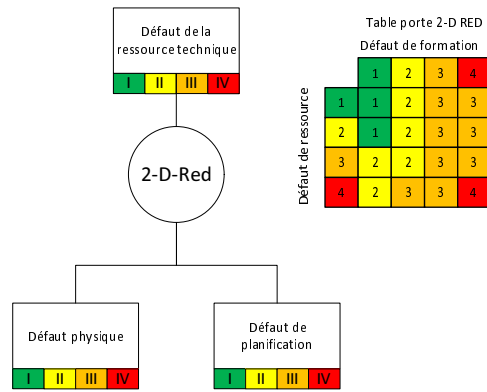 Défaut de la
ressource technique
I II III IV
2-D-Red
Défaut physique
I II III IV
Défaut de
planification
I II III IV
Table porte 2-D RED
Défaut de formation
Défaut de ressource
1 2 3 4
1 1 2 3 3
2 1 2 3 3
3 2 2 3 3
4 2 3 3 4